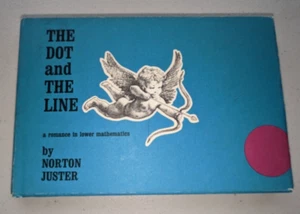 THE
DOT
and
THE
LINE
a romance in lower mathematics
by
NORTON
JUSTER